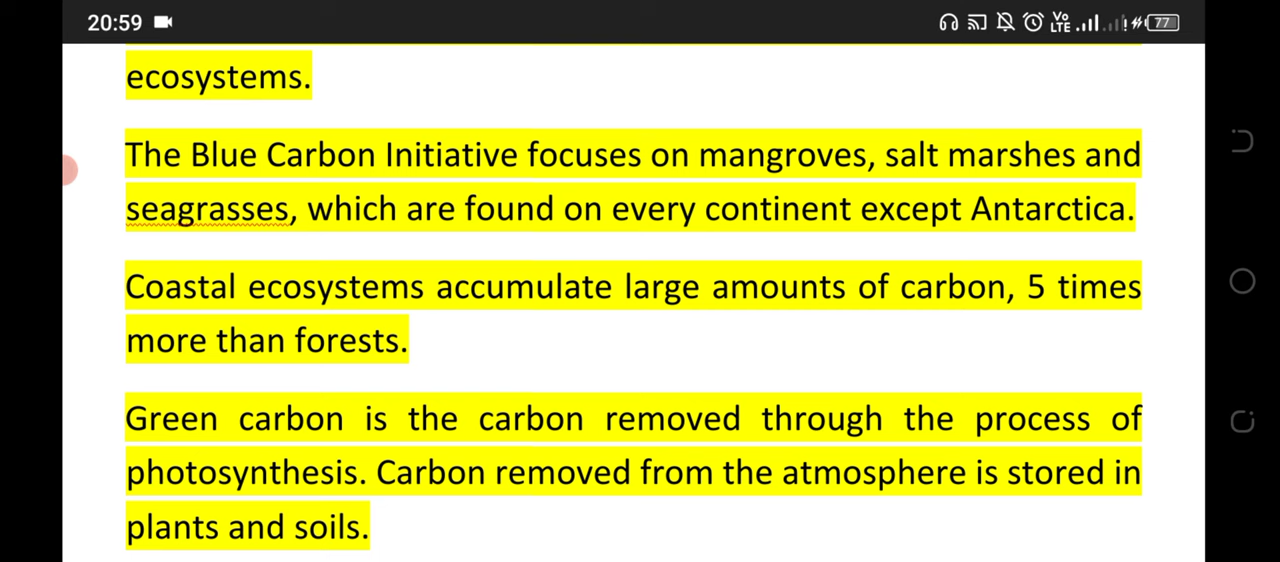 20:59
Vo
LTE
77
ecosystems.
The Blue Carbon Initiative focuses on mangroves, salt marshes and
seagrasses, which are found on every continent except Antarctica.
Coastal ecosystems accumulate large amounts of carbon, 5 times
more than forests.
Green carbon is the carbon removed through the process of
photosynthesis. Carbon removed from the atmosphere is stored in
plants and soils.